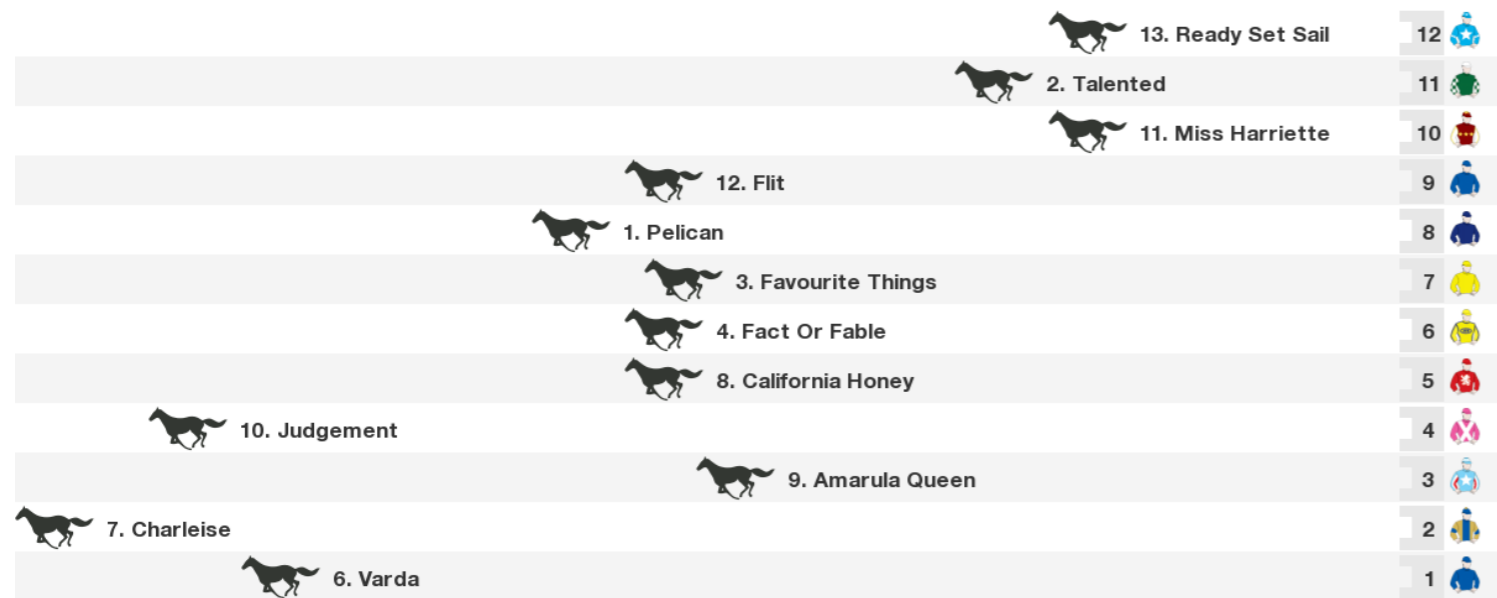 13. Ready Set Sail 12
2. Talented 11
11. Miss Harriette 10
12. Flit 9
1. Pelican 8
3. Favourite Things 7
4. Fact Or Fable 6
8. California Honey 5
10. Judgement 4
9. Amarula Queen 3
7. Charleise 2
6. Varda 1